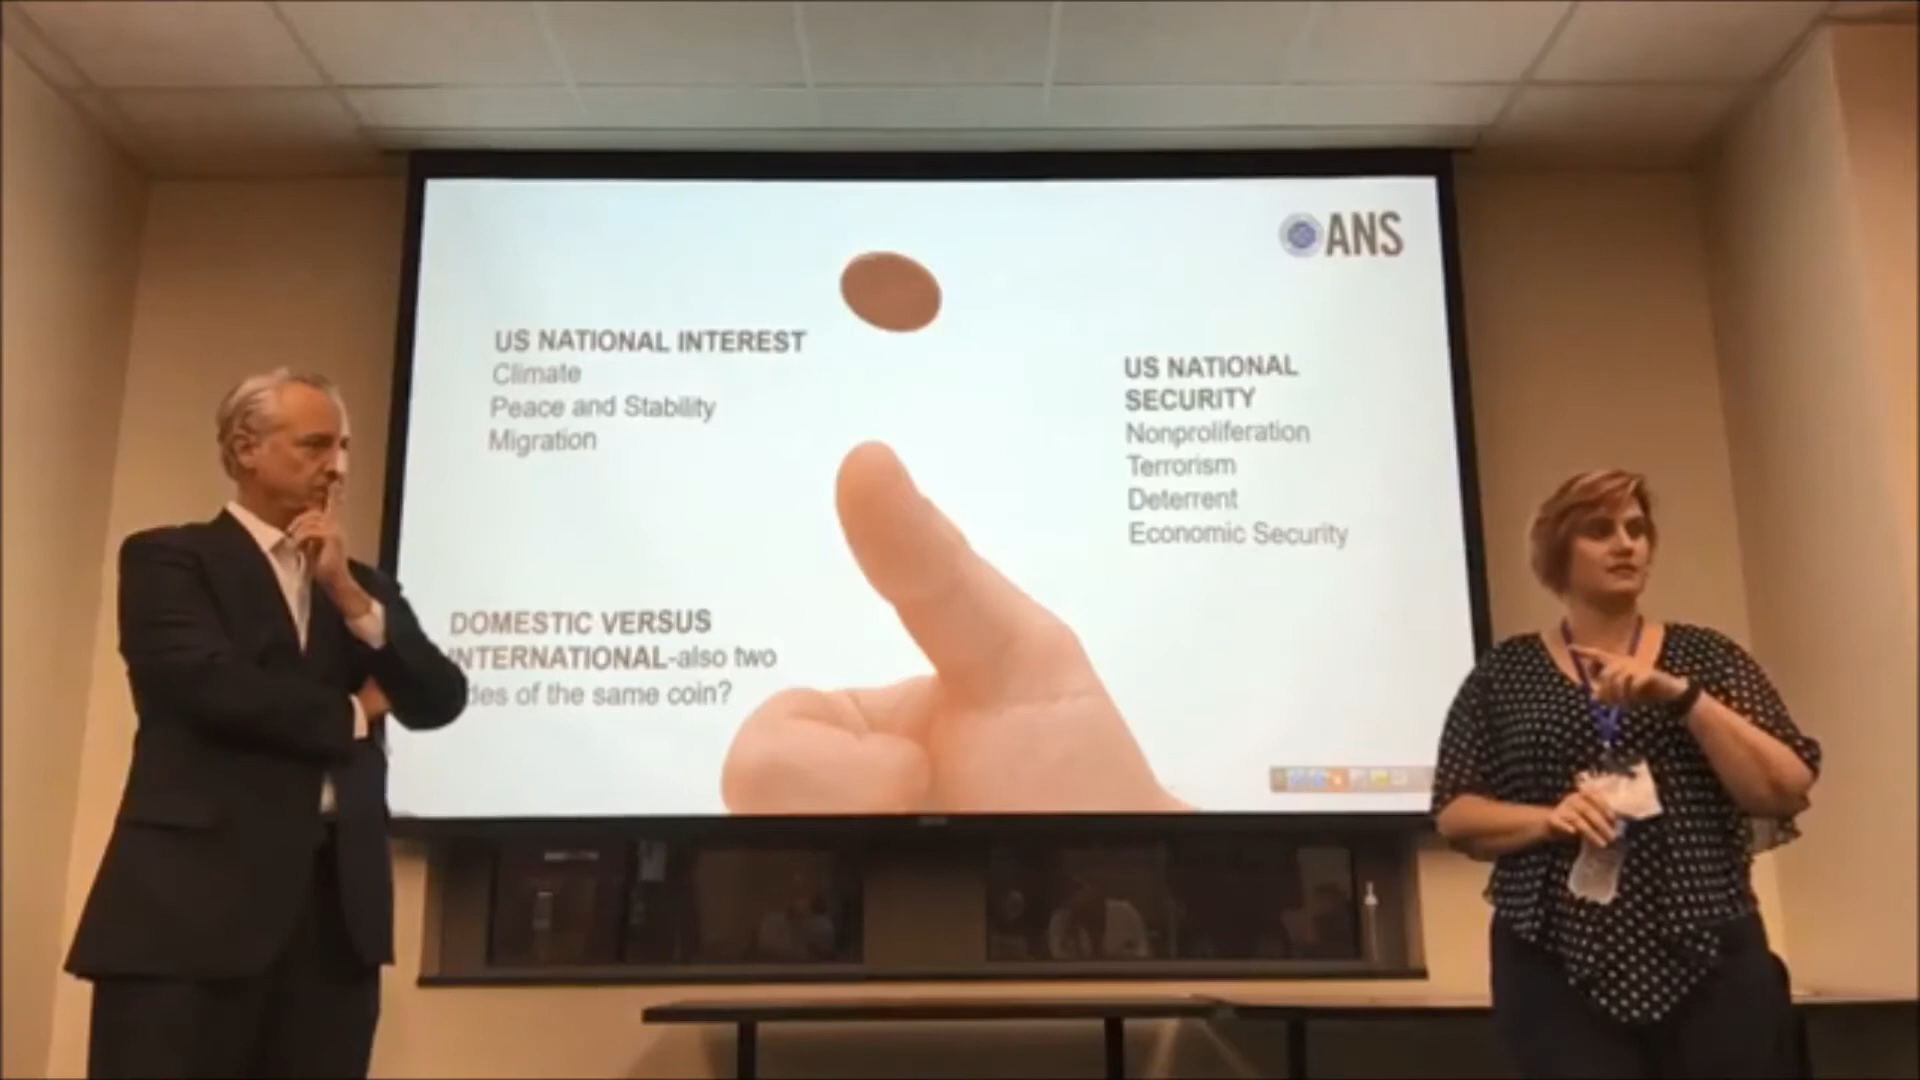 ANS
US NATIONAL INTEREST
Climate
Peace and Stability
Migration
US NATIONAL
SECURITY
Nonproliferation
Terrorism
Deterrent
Economic Security
DOMESTIC VERSUS
INTERNATIONAL-also two
des of the same coin?